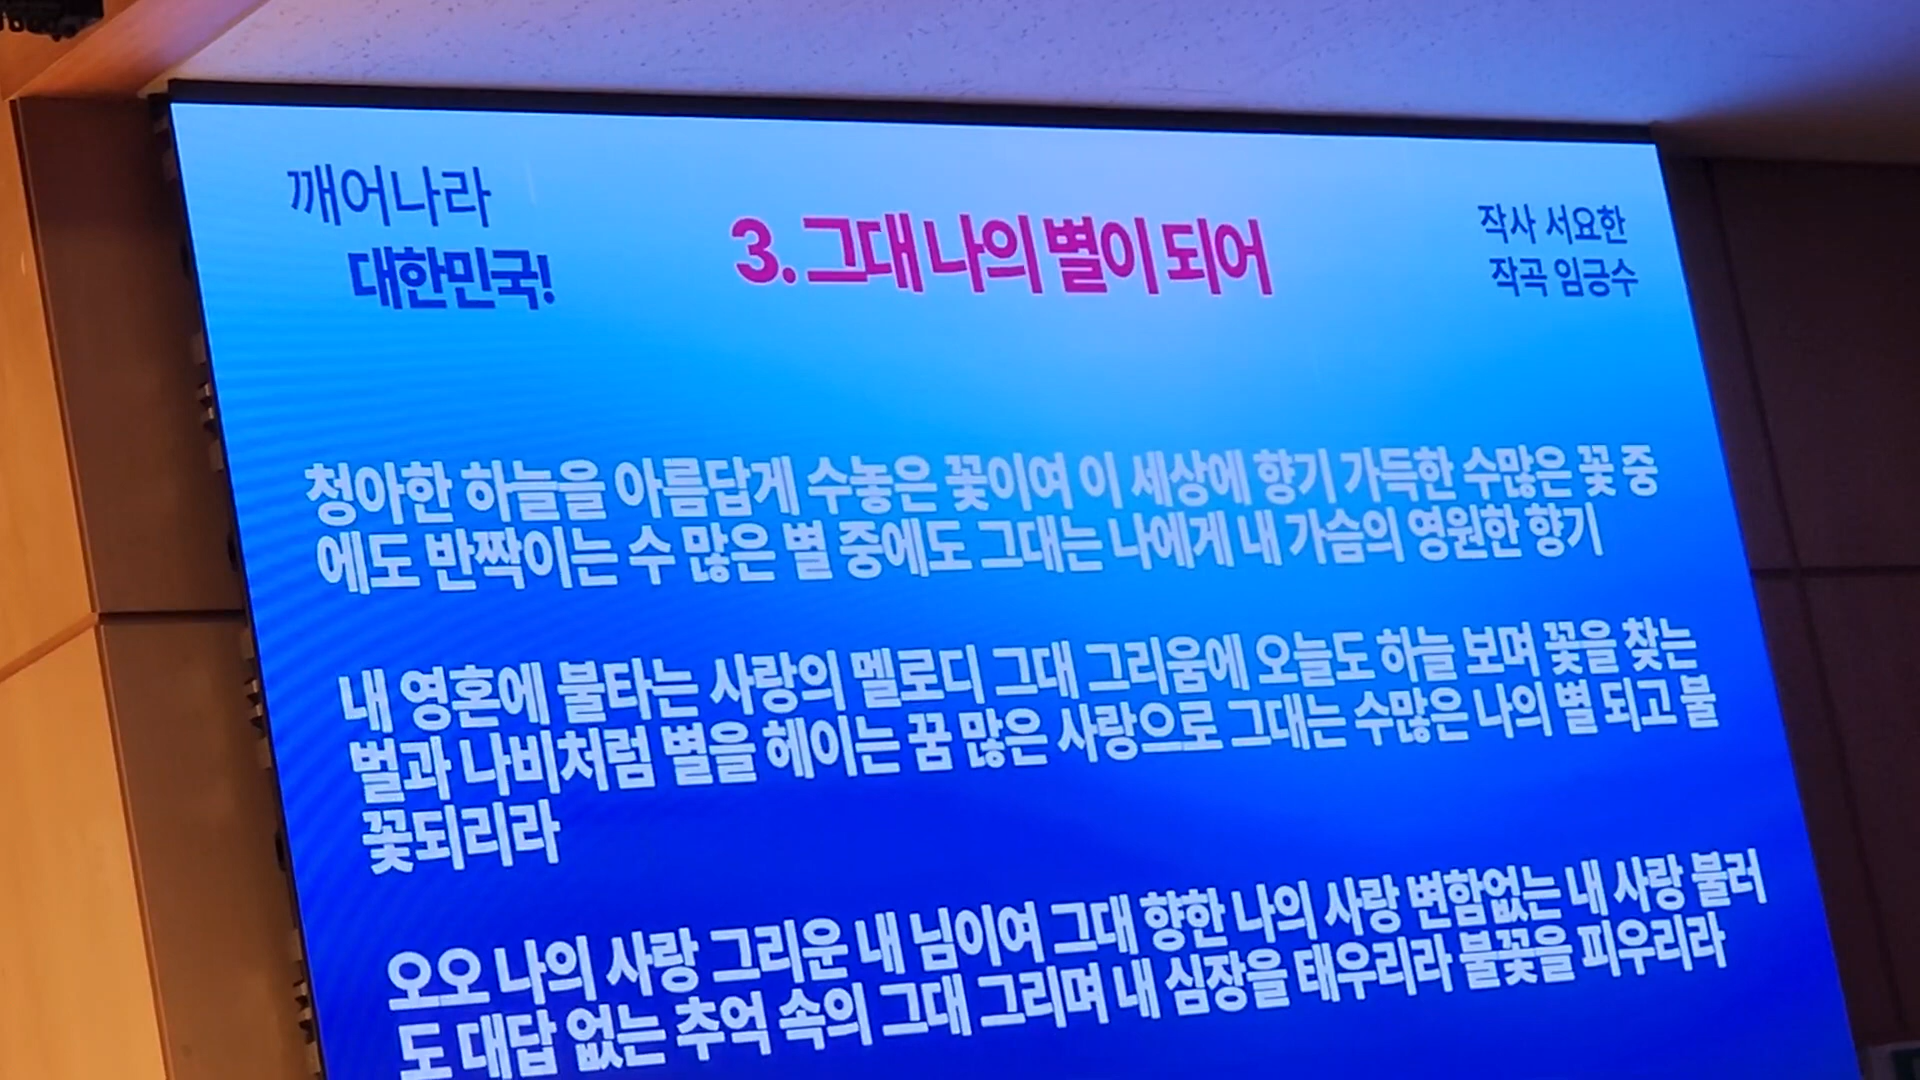 깨어나라
대한민국!
3. 그대 나의 별이 되어
작사 서요한
작곡 임긍수
청아한 하늘을 아름답게 수놓은 꽃이여 이 세상에 향기 가득한 수많은 꽃 중
에도 반짝이는 수 많은 별 중에도 그대는 나에게 내 가슴의 영원한 향기
내 영혼에 불타는 사랑의 멜로디 그대 그리움에 오늘도 하늘 보며 꽃을 찾는
벌과 나비처럼 별을 헤이는 꿈 많은 사랑으로 그대는 수많은 나의 별 되고 불
꽃되리라
오오 나의 사랑 그리운 내 님이여 그대 향한 나의 사랑 변함없는 내 사랑 불러
도 대답 없는 추억 속의 그대 그리며 내 심장을 태우리라 불꽃을 피우리라